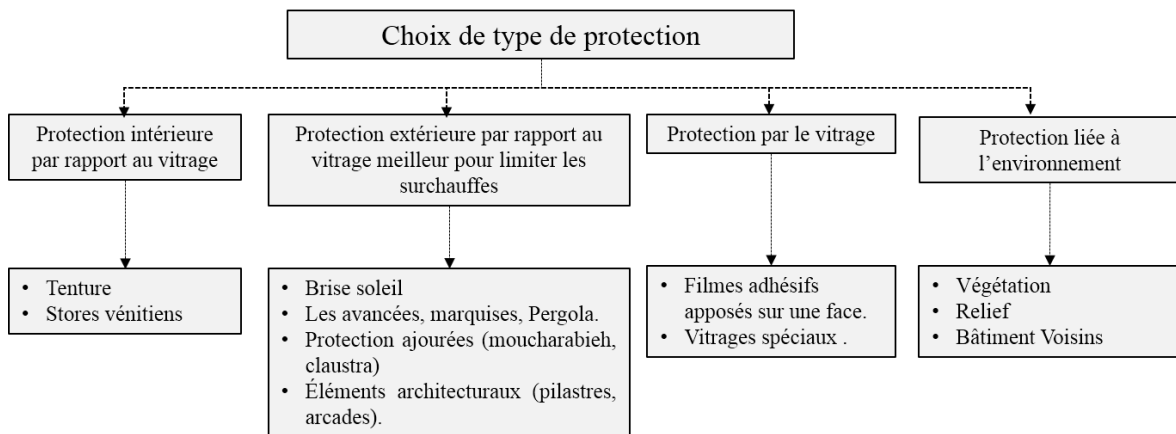 Choix de type de protection
Protection intérieure
par rapport au vitrage
Protection extérieure par rapport au
vitrage meilleur pour limiter les
surchauffes
Protection par le vitrage
Protection liée à
l’environnement
• Tenture
• Stores vénitiens
• Brise soleil
• Les avancées, marquises, Pergola.
• Protection ajourées (moucharabieh,
claustra)
• Éléments architecturaux (pilastres,
arcades).
• Filmes adhésifs
apposés sur une face.
• Vitrages spéciaux .
• Végétation
• Relief
• Bâtiment Voisins